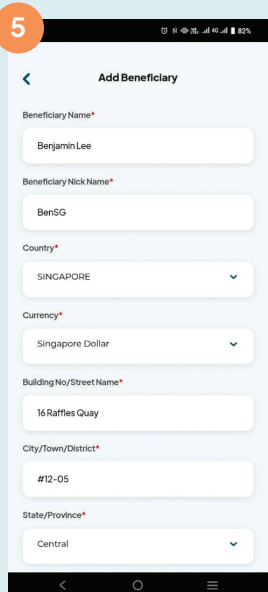 5
4G 82%
Add Beneficiary
Beneficiary Name*
Benjamin Lee
Beneficiary Nick Name*
BenSG
Country*
SINGAPORE
Currency*
Singapore Dollar
Building No/Street Name*
16 Raffles Quay
City/Town/District*
#12-05
State/Province*
Central